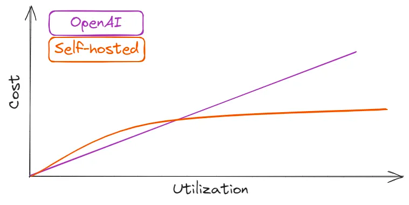 OpenAI
Self-hosted
Cost
Utilization